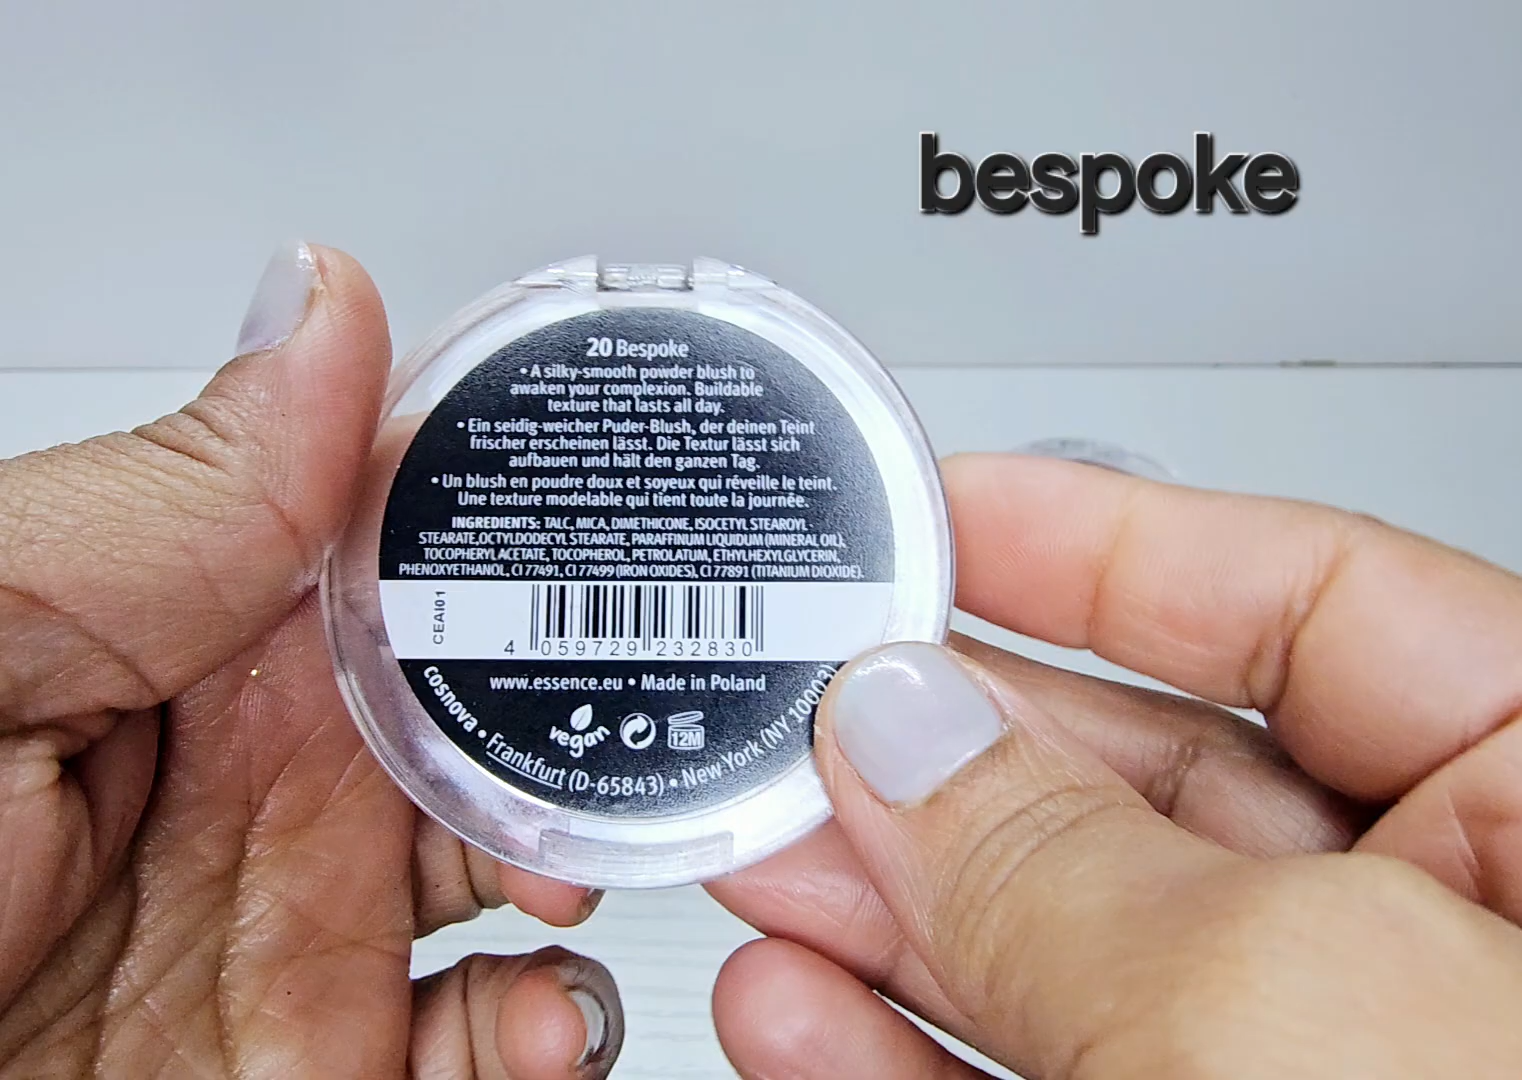 bespoke
20 Bespoke
• A silky-smooth powder blush to
awaken your complexion. Buildable
texture that lasts all day.
• Ein seidig-weicher Puder-Blush, der deinen Teint
frischer erscheinen lässt. Die Textur lässt sich
aufbauen und hält den ganzen Tag.
• Un blush en poudre doux et soyeux qui réveille le teint.
Une texture modelable qui tient toute la journée.
INGREDIENTS: TALC, MICA, DIMETHICONE, ISOCETYL STEAROYL-
STEARATE,OCTYLDODECYL STEARATE, PARAFFINUM LIQUIDUM (MINERAL OIL),
TOCOPHERYL ACETATE, TOCOPHEROL, PETROLATUM, ETHYLHEXYLGLYCERIN,
PHENOXYETHANOL, CI 77491, CI 77499 (IRON OXIDES), CI 77891 (TITANIUM DIOXIDE).
CEAI01
4 059729 232830
www.essence.eu • Made in Poland
vegan
12M
cosnova • Frankfurt (D-65843) • New York (NY 10003)